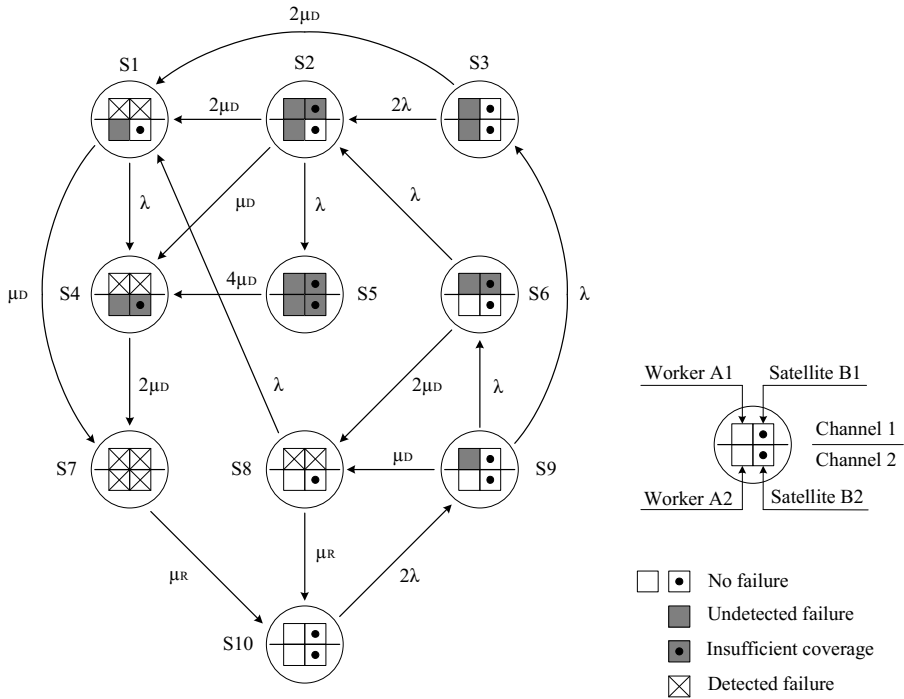 2μD
S1
S2
S3
2μD
2λ
λ
μD
λ
λ
μD
S4
4μD
S5
S6
λ
2μD
λ
2μD
λ
S7
S8
μD
S9
μR
μR
2λ
S10
Worker A1
Satellite B1
Channel 1
Channel 2
Worker A2
Satellite B2
No failure
Undetected failure
Insufficient coverage
Detected failure